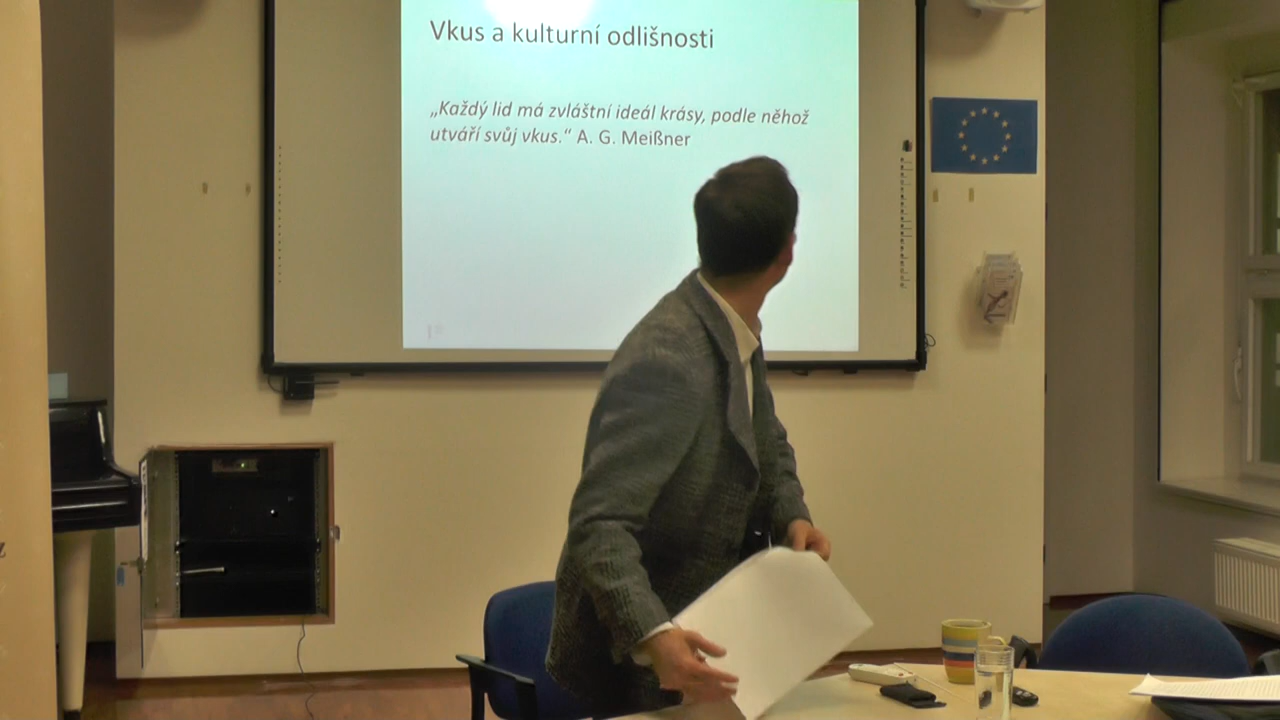 Vkus a kulturní odlišnosti
„Každý lid má zvláštní ideál krásy, podle něhož
utváří svůj vkus.“ A. G. Meißner